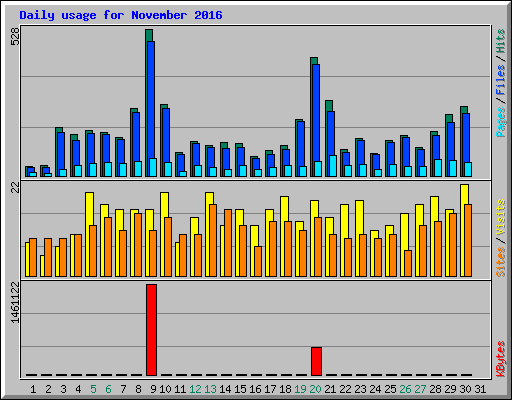 Daily usage for November 2016
528
Pages / Files / Hits
22
Sites / Visits
1461122
KBytes
1 2 3 4 5 6 7 8 9 10 11 12 13 14 15 16 17 18 19 20 21 22 23 24 25 26 27 28 29 30 31